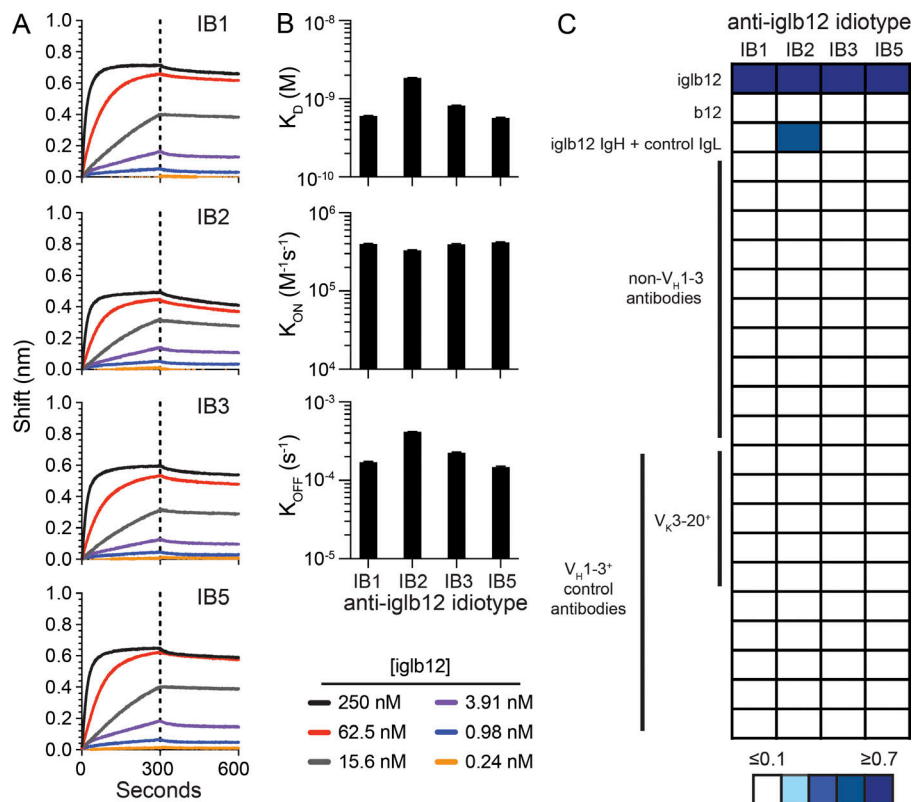 A
IB1
Shift (nm)
1.0
0.8
0.6
0.4
0.2
0.0
IB2
1.0
0.8
0.6
0.4
0.2
0.0
IB3
1.0
0.8
0.6
0.4
0.2
0.0
IB5
1.0
0.8
0.6
0.4
0.2
0.0
0 300 600
Seconds
B
K_D (M)
10⁻⁸
10⁻⁹
10⁻¹⁰
K_ON (M⁻¹s⁻¹)
10⁶
10⁵
10⁴
K_OFF (s⁻¹)
10⁻³
10⁻⁴
10⁻⁵
IB1 IB2 IB3 IB5
anti-iglb12 idiotype
[iglb12]
250 nM 3.91 nM
62.5 nM 0.98 nM
15.6 nM 0.24 nM
C
anti-iglb12 idiotype
IB1 IB2 IB3 IB5
iglb12
b12
iglb12 IgH + control IgL
non-V_H1-3
antibodies
V_K3-20⁺
V_H1-3⁺
control
antibodies
≤0.1 ≥0.7